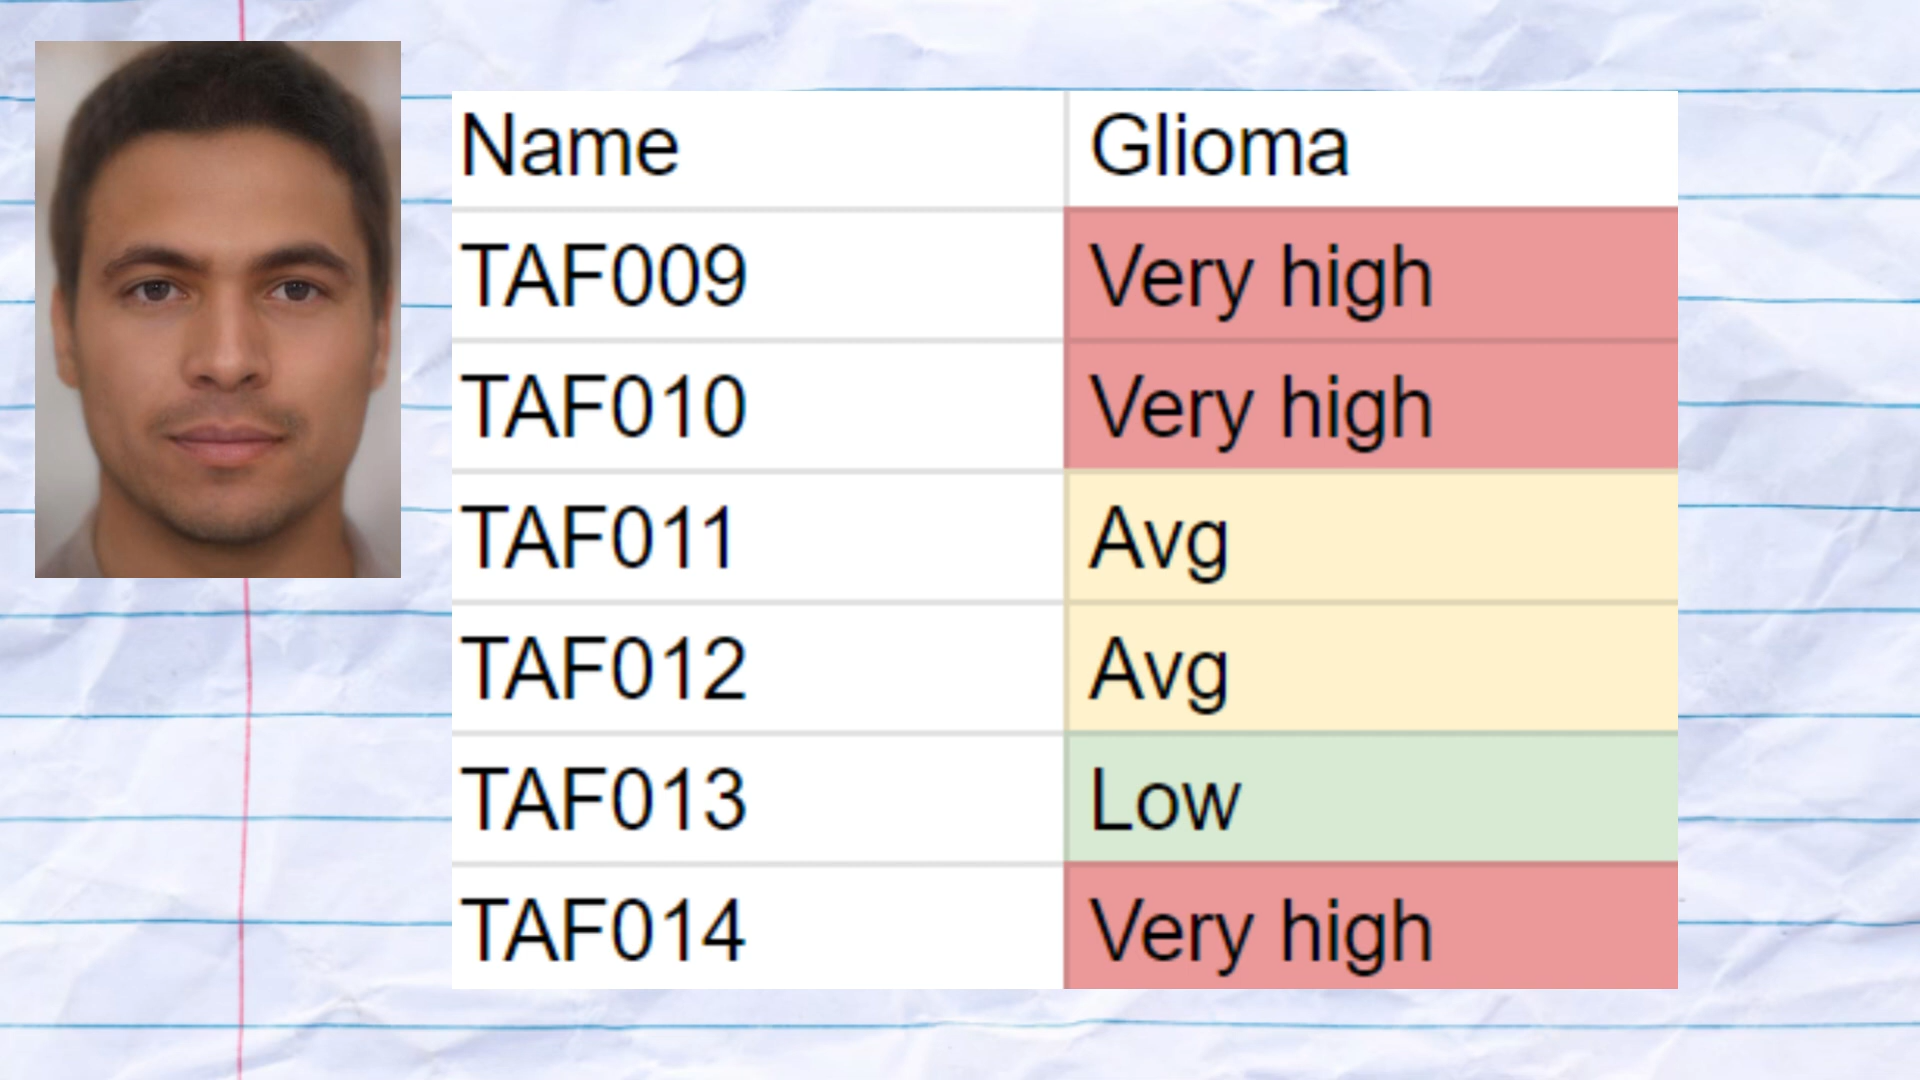 Name Glioma
TAF009 Very high
TAF010 Very high
TAF011 Avg
TAF012 Avg
TAF013 Low
TAF014 Very high